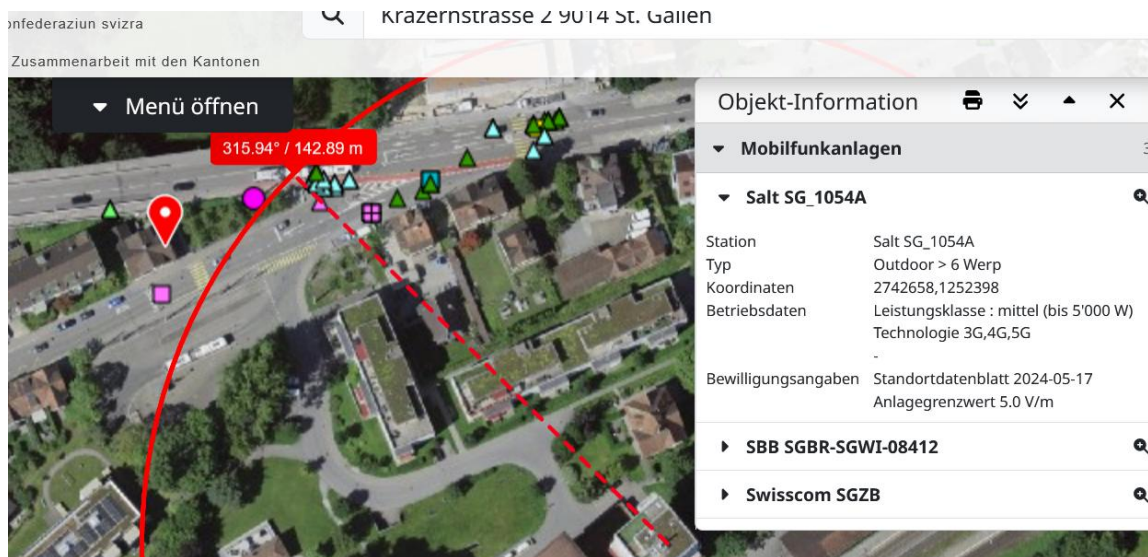 onfederaziun svizra
Krazernstrasse 2 9014 St. Gallen
Zusammenarbeit mit den Kantonen
Menü öffnen
315.94° / 142.89 m
Objekt-Information
Mobilfunkanlagen 3
Salt SG_1054A
Station Salt SG_1054A
Typ Outdoor > 6 Werp
Koordinaten 2742658,1252398
Betriebsdaten Leistungsklasse : mittel (bis 5'000 W)
Technologie 3G,4G,5G
-
Bewilligungsangaben Standortdatenblatt 2024-05-17
Anlagegrenzwert 5.0 V/m
SBB SGBR-SGWI-08412
Swisscom SGZB